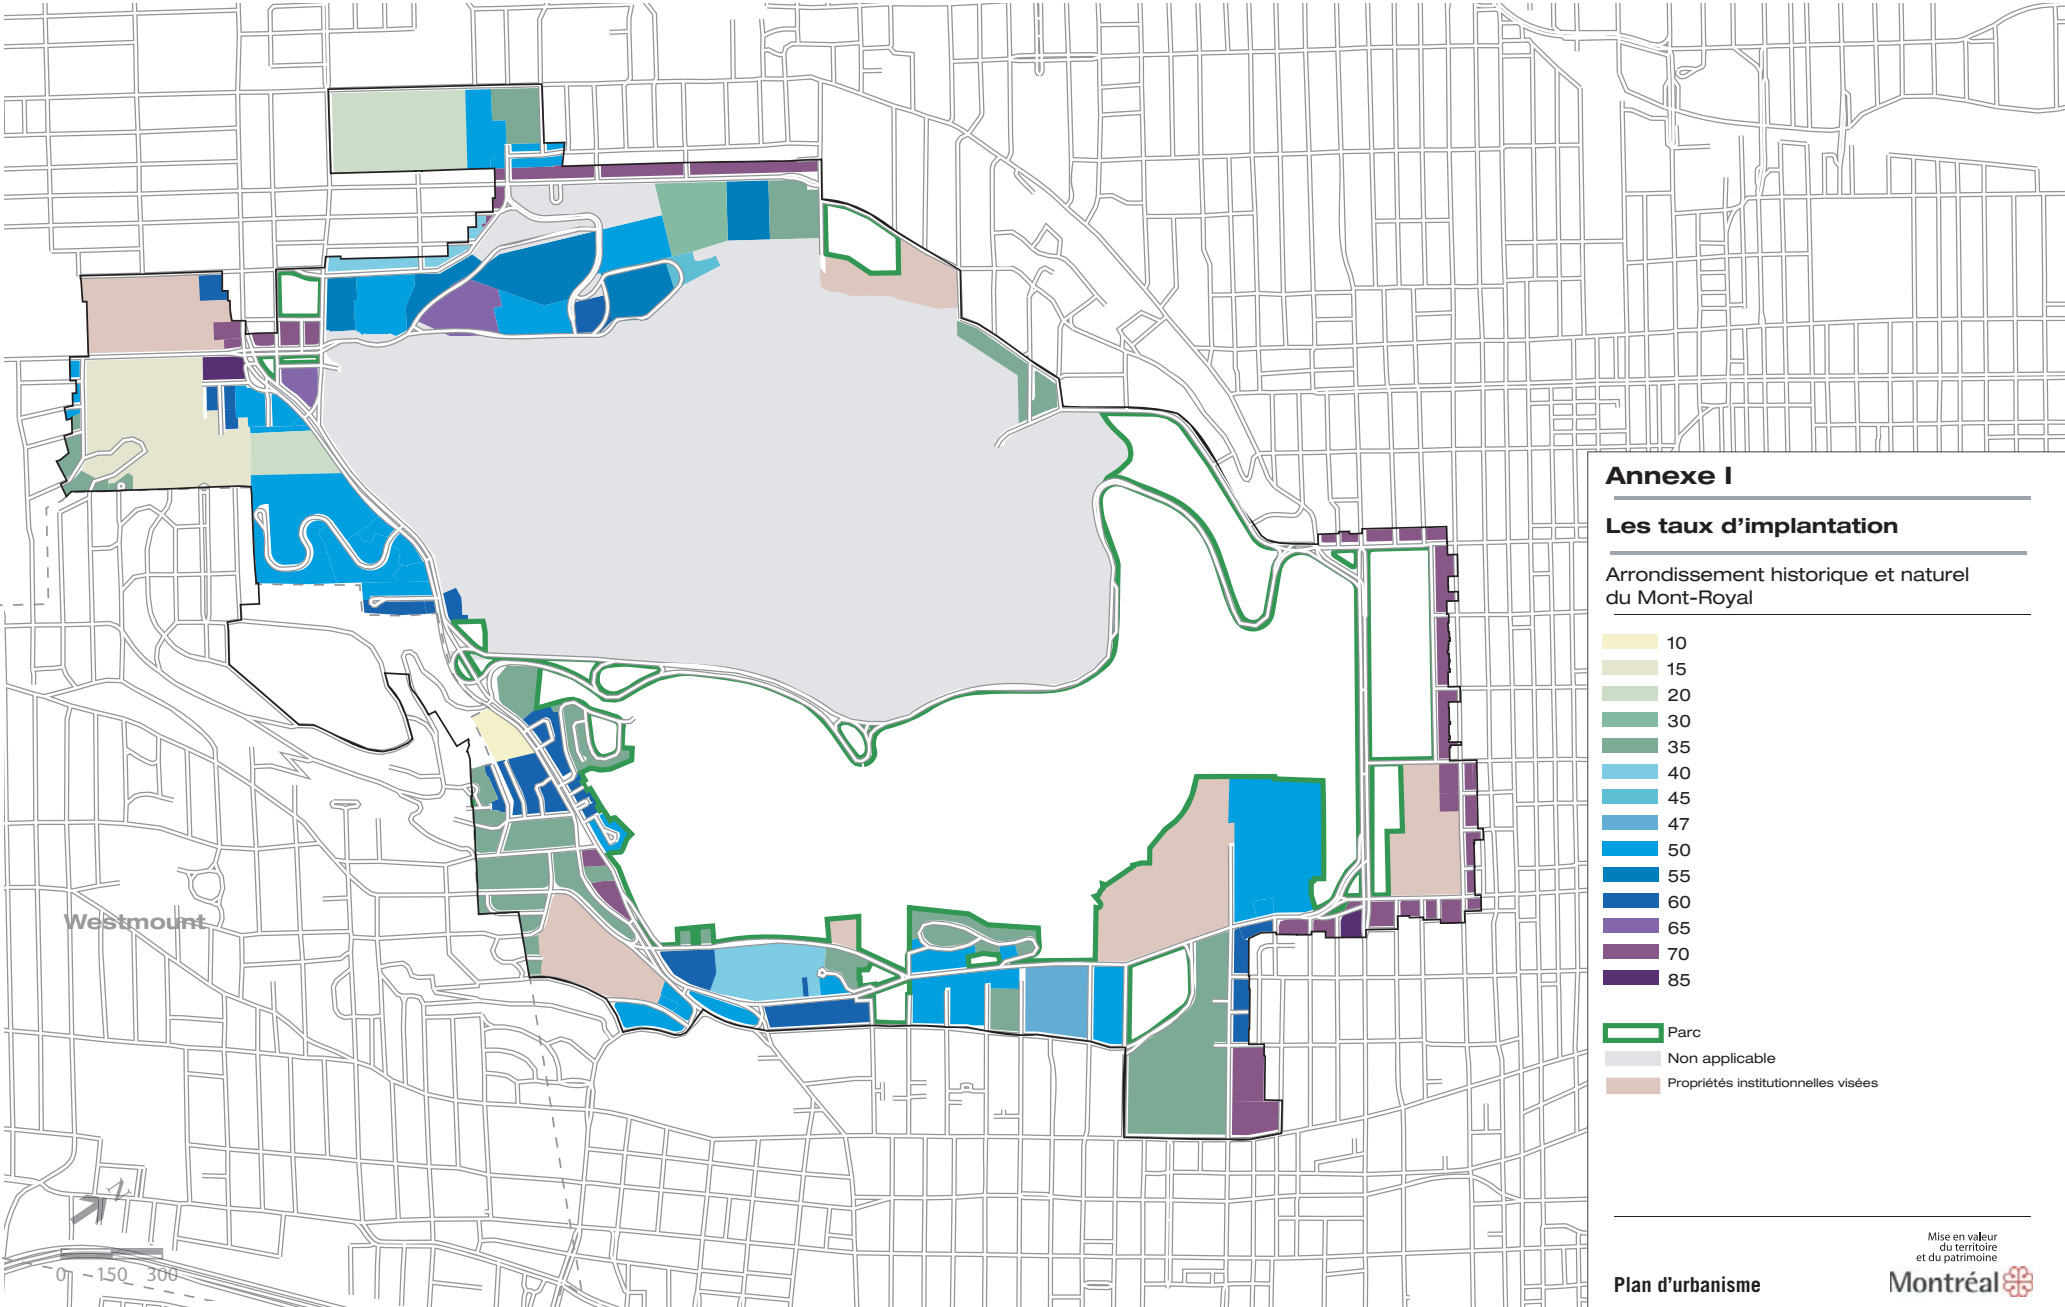 Annexe I
Les taux d'implantation
Arrondissement historique et naturel
du Mont-Royal
10
15
20
30
35
40
45
47
50
55
60
65
70
85
Parc
Non applicable
Propriétés institutionnelles visées
Westmount
N
0 150 300
Mise en valeur
du territoire
et du patrimoine
Plan d'urbanisme
Montréal